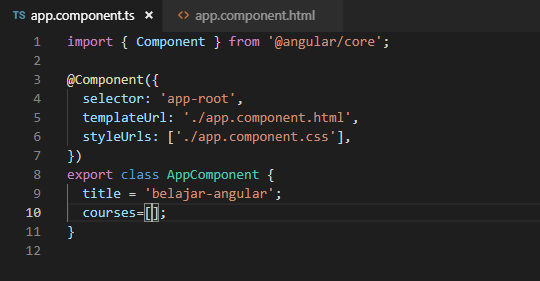 TS app.component.ts × <> app.component.html
1 import { Component } from '@angular/core';
2
3 @Component({
4 selector: 'app-root',
5 templateUrl: './app.component.html',
6 styleUrls: ['./app.component.css'],
7 })
8 export class AppComponent {
9 title = 'belajar-angular';
10 courses=[];
11 }
12